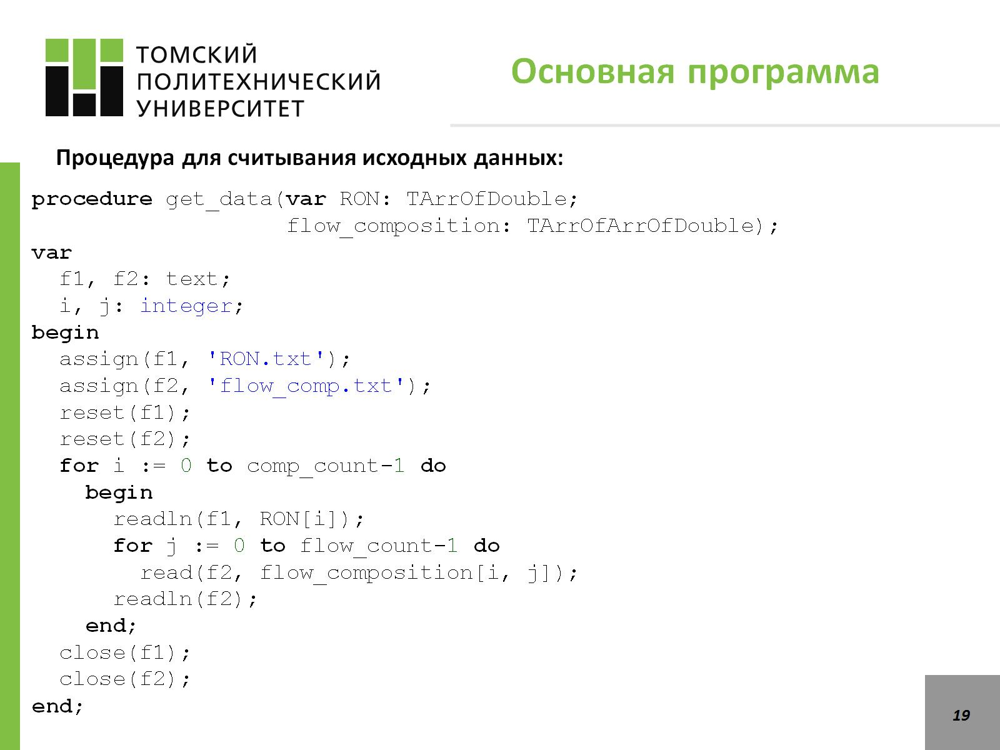 ТОМСКИЙ
ПОЛИТЕХНИЧЕСКИЙ
УНИВЕРСИТЕТ
Основная программа
Процедура для считывания исходных данных:
procedure get_data(var RON: TArrOfDouble;
                   flow_composition: TArrOfArrOfDouble);
var
  f1, f2: text;
  i, j: integer;
begin
  assign(f1, 'RON.txt');
  assign(f2, 'flow_comp.txt');
  reset(f1);
  reset(f2);
  for i := 0 to comp_count-1 do
    begin
      readln(f1, RON[i]);
      for j := 0 to flow_count-1 do
        read(f2, flow_composition[i, j]);
      readln(f2);
    end;
  close(f1);
  close(f2);
end;
19